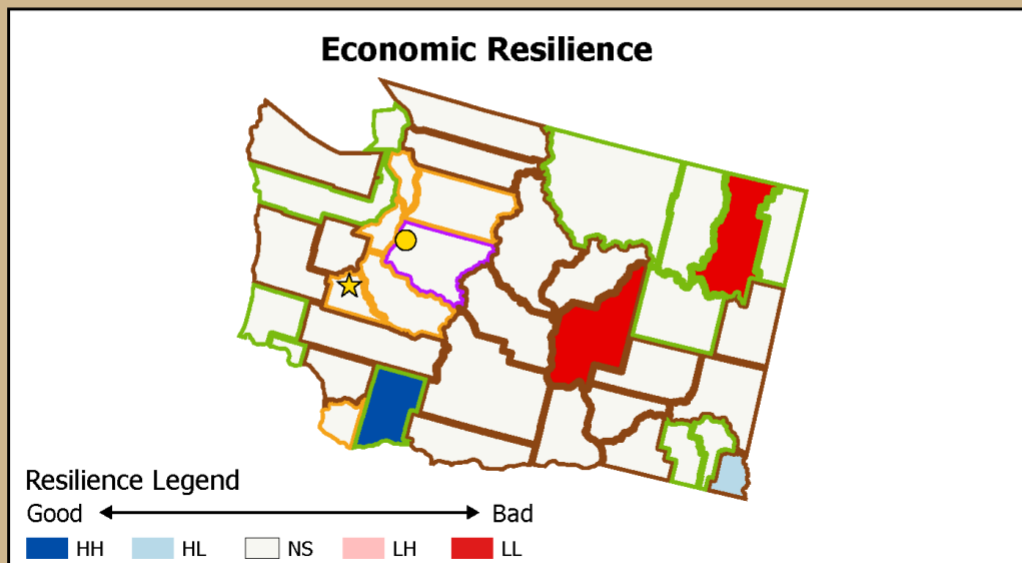 Economic Resilience
Resilience Legend
Good Bad
HH HL NS LH LL